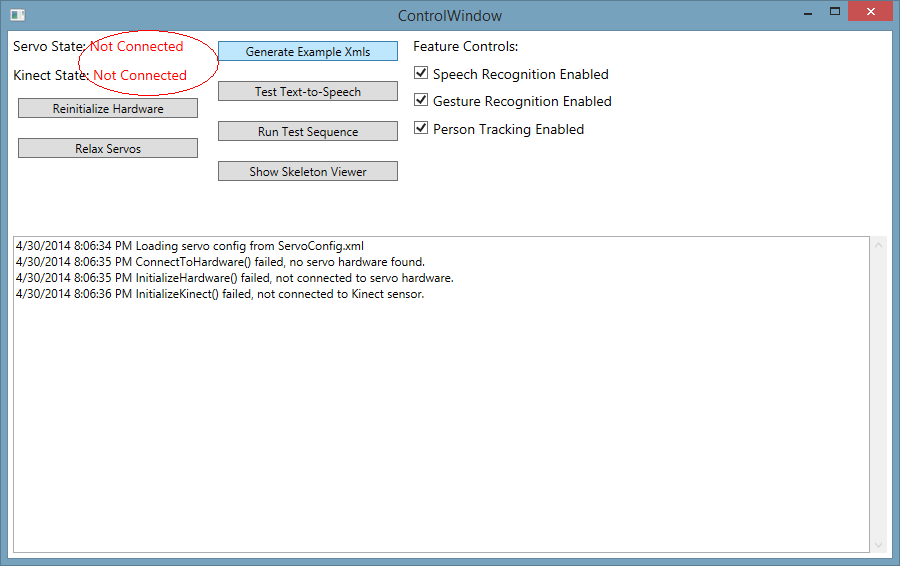 ControlWindow
Servo State: Not Connected
Kinect State: Not Connected
Reinitialize Hardware
Relax Servos
Generate Example Xmls
Test Text-to-Speech
Run Test Sequence
Show Skeleton Viewer
Feature Controls:
Speech Recognition Enabled
Gesture Recognition Enabled
Person Tracking Enabled
4/30/2014 8:06:34 PM Loading servo config from ServoConfig.xml
4/30/2014 8:06:35 PM ConnectToHardware() failed, no servo hardware found.
4/30/2014 8:06:35 PM InitializeHardware() failed, not connected to servo hardware.
4/30/2014 8:06:36 PM InitializeKinect() failed, not connected to Kinect sensor.